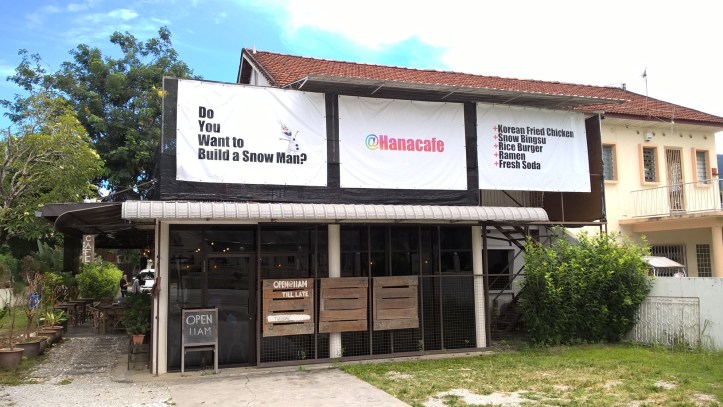 Do
You
Want to
Build a Snow Man?
@Hanacafe
+Korean Fried Chicken
+Snow Bingsu
+Rice Burger
+Ramen
+Fresh Soda
OPEN@11AM
TILL LATE
OPEN
11AM